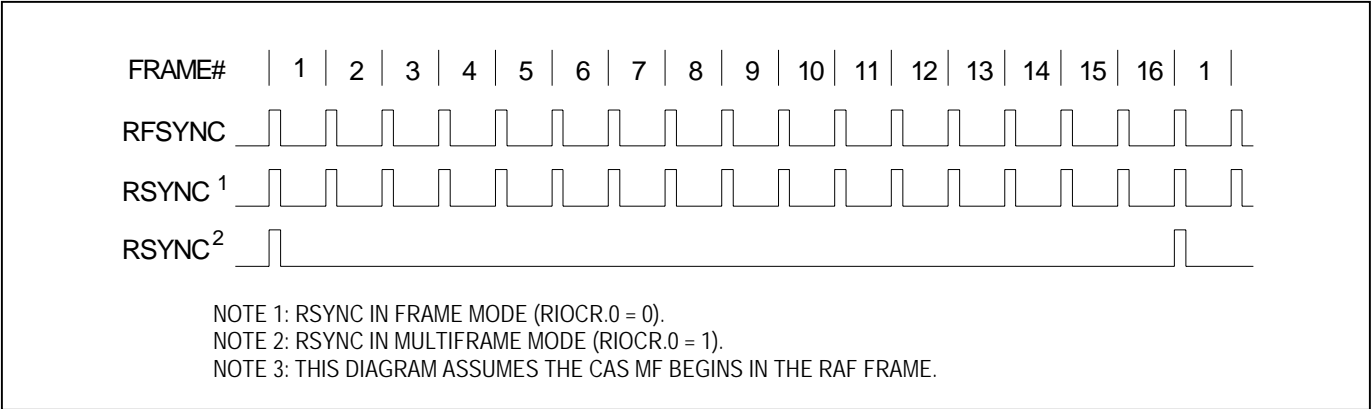 FRAME# 1 2 3 4 5 6 7 8 9 10 11 12 13 14 15 16 1
RFSYNC
RSYNC 1
RSYNC 2
NOTE 1: RSYNC IN FRAME MODE (RIOCR.0 = 0).
NOTE 2: RSYNC IN MULTIFRAME MODE (RIOCR.0 = 1).
NOTE 3: THIS DIAGRAM ASSUMES THE CAS MF BEGINS IN THE RAF FRAME.